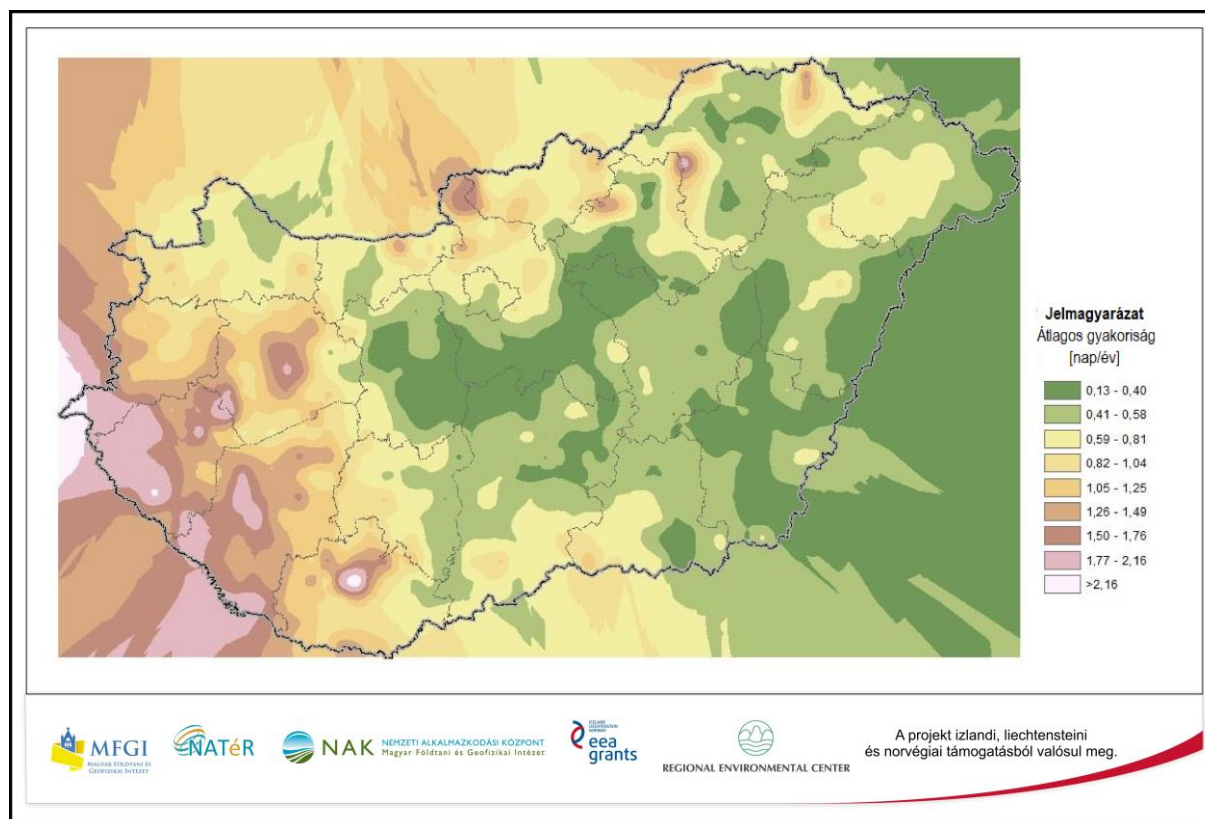 Jelmagyarázat
Átlagos gyakoriság
[nap/év]
0,13 - 0,40
0,41 - 0,58
0,59 - 0,81
0,82 - 1,04
1,05 - 1,25
1,26 - 1,49
1,50 - 1,76
1,77 - 2,16
>2,16
MFGI
MAGYAR FÖLDTANI ÉS
GEOFIZIKAI INTÉZET
NATéR
NAK NEMZETI ALKALMAZKODÁSI KÖZPONT
Magyar Földtani és Geofizikai Intézet
ICELAND
LIECHTENSTEIN
NORWAY
eea
grants
REGIONAL ENVIRONMENTAL CENTER
A projekt izlandi, liechtensteini
és norvégiai támogatásból valósul meg.